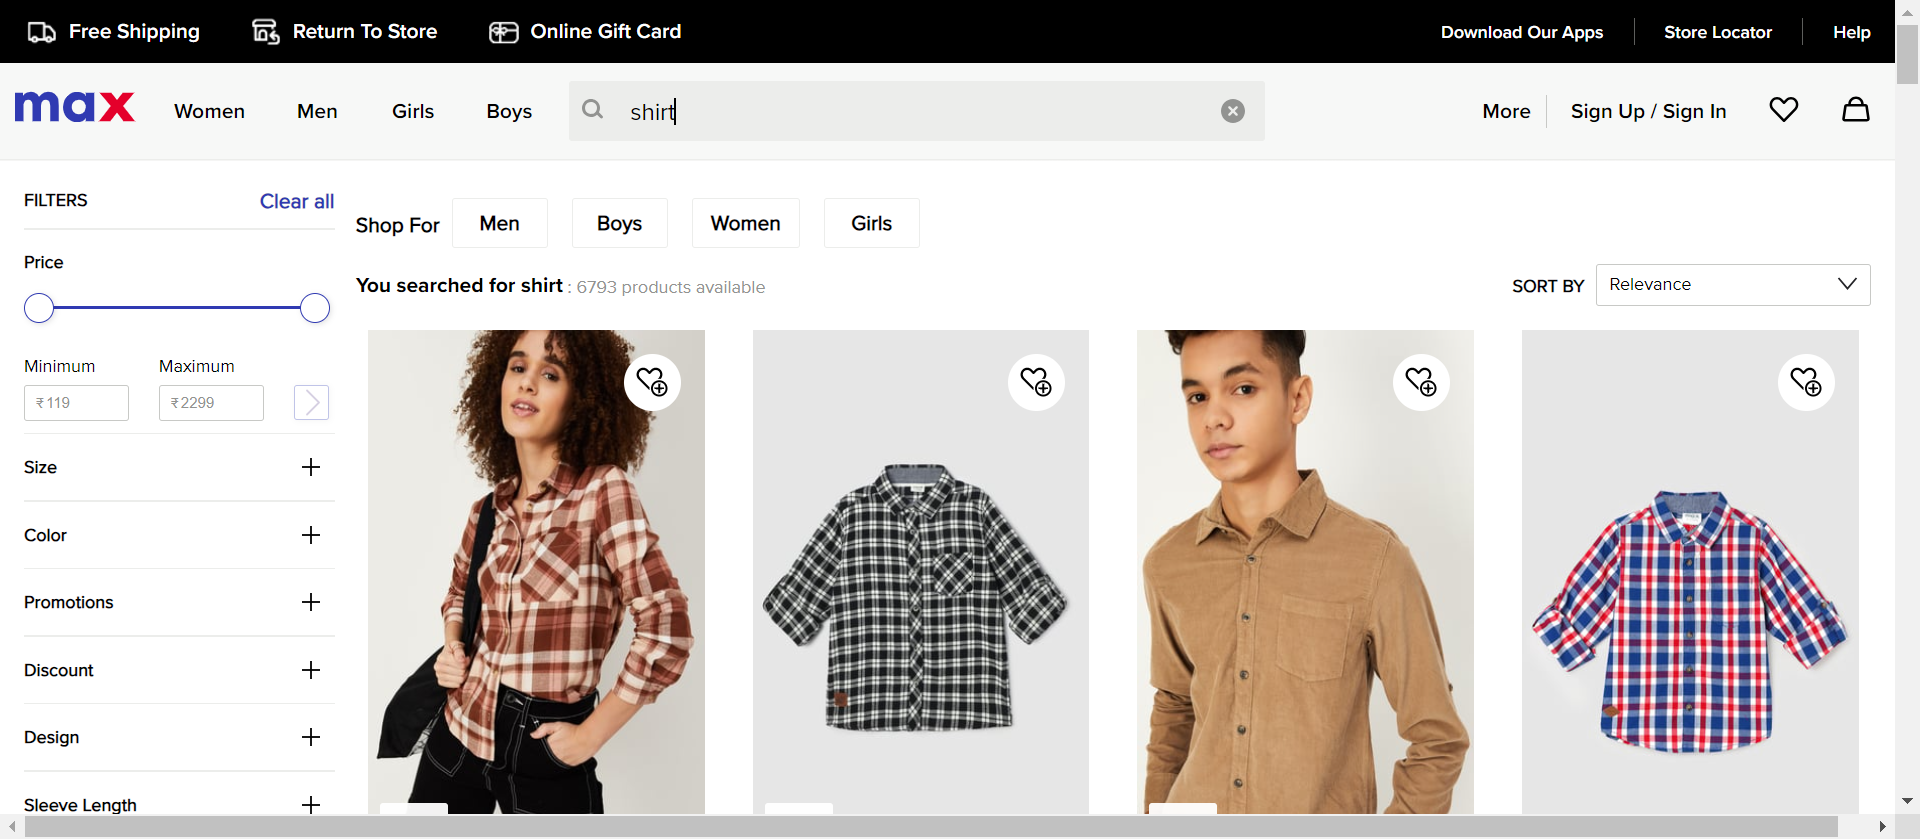 Free Shipping
Return To Store
Online Gift Card
Download Our Apps
Store Locator
Help
max
Women
Men
Girls
Boys
shirt
More
Sign Up / Sign In
FILTERS
Clear all
Price
Minimum
Maximum
₹ 119
₹ 2299
Size
Color
Promotions
Discount
Design
Sleeve Length
Shop For
Men
Boys
Women
Girls
You searched for shirt : 6793 products available
SORT BY
Relevance